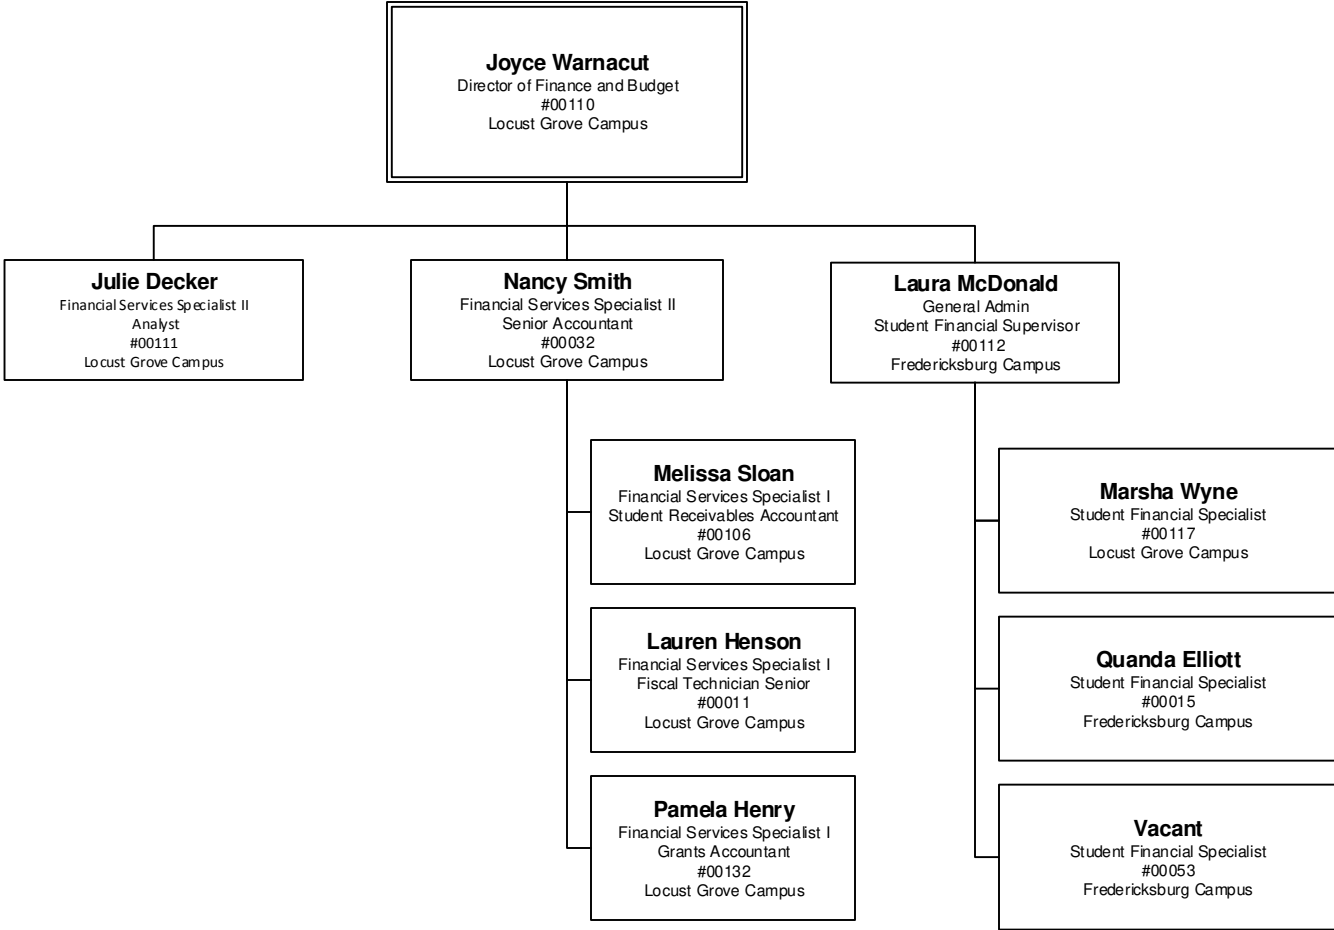 Joyce Warnacut
Director of Finance and Budget
#00110
Locust Grove Campus
Julie Decker
Financial Services Specialist II
Analyst
#00111
Locust Grove Campus
Nancy Smith
Financial Services Specialist II
Senior Accountant
#00032
Locust Grove Campus
Laura McDonald
General Admin
Student Financial Supervisor
#00112
Fredericksburg Campus
Melissa Sloan
Financial Services Specialist I
Student Receivables Accountant
#00106
Locust Grove Campus
Lauren Henson
Financial Services Specialist I
Fiscal Technician Senior
#00011
Locust Grove Campus
Pamela Henry
Financial Services Specialist I
Grants Accountant
#00132
Locust Grove Campus
Marsha Wyne
Student Financial Specialist
#00117
Locust Grove Campus
Quanda Elliott
Student Financial Specialist
#00015
Fredericksburg Campus
Vacant
Student Financial Specialist
#00053
Fredericksburg Campus